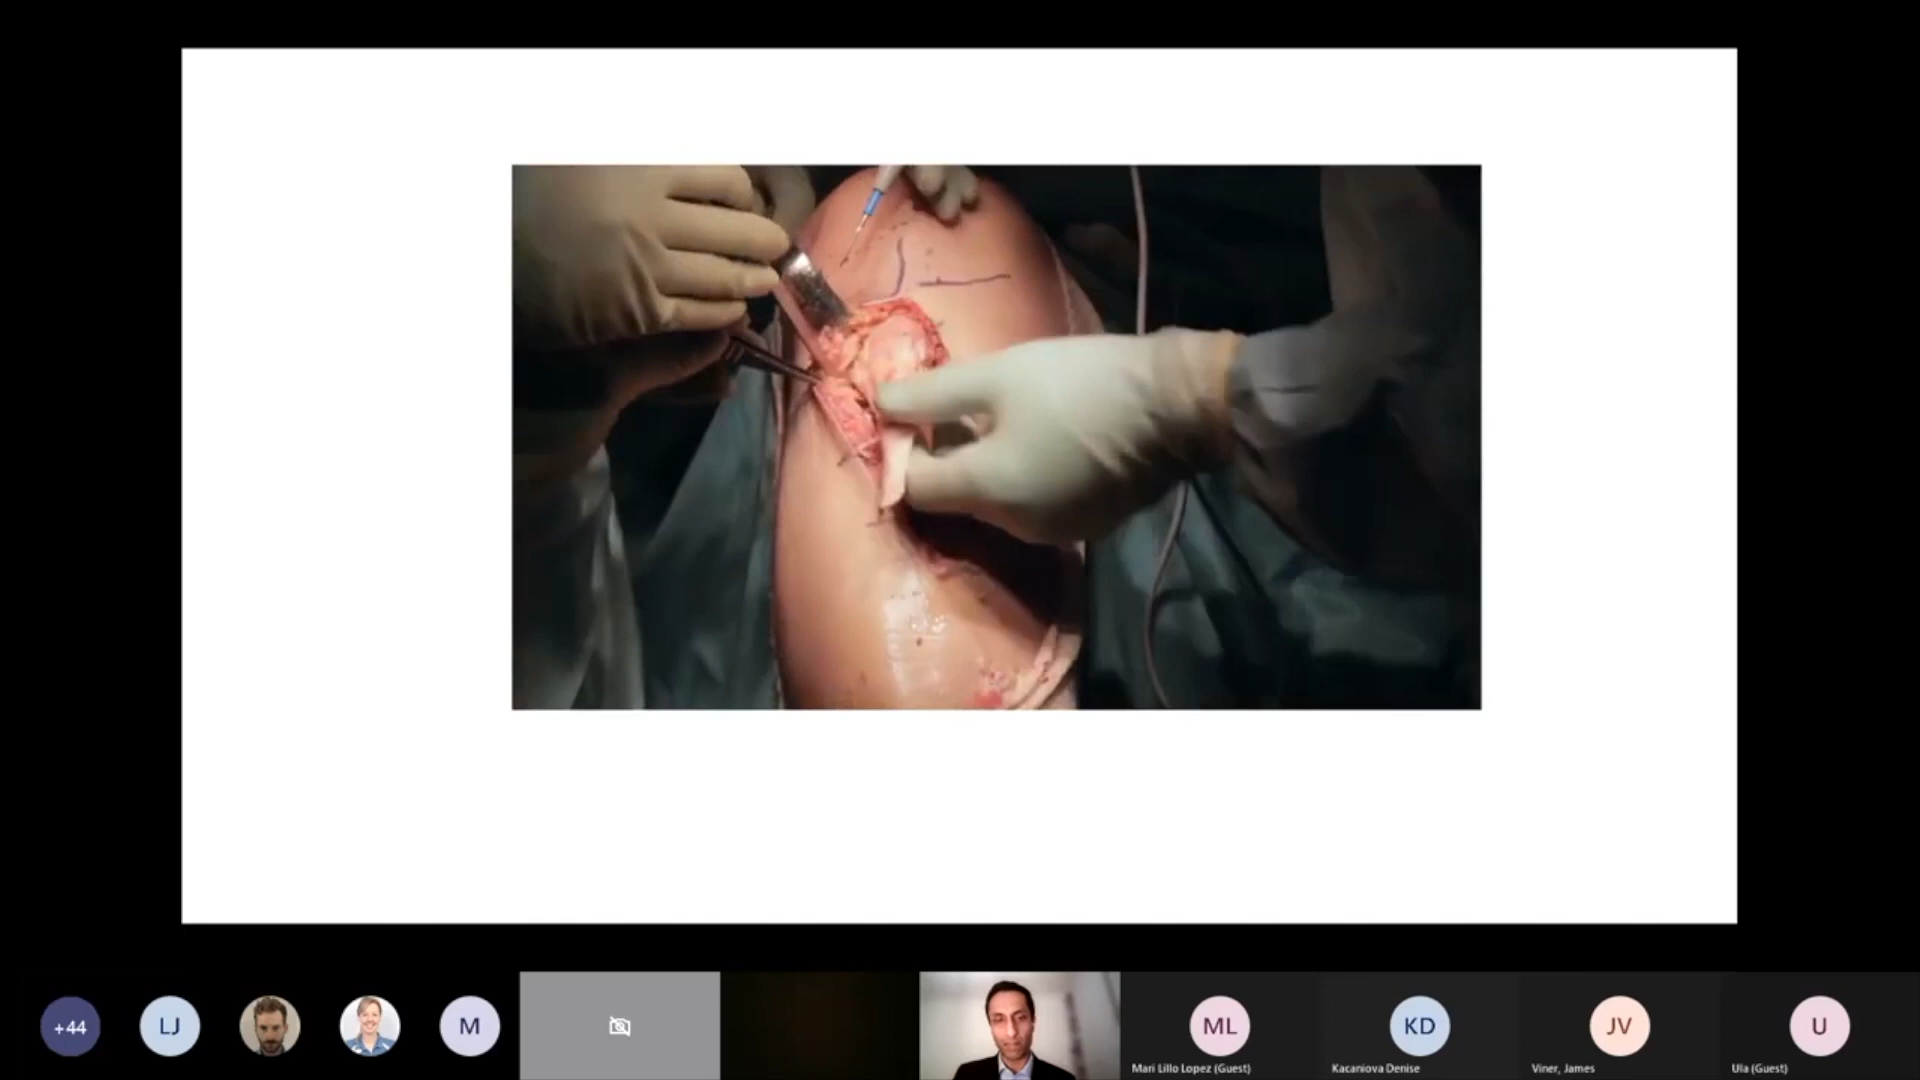 +44
LJ
M
ML
KD
JV
U
Mari Lillo Lopez (Guest)
Kacaniova Denise
Viner, James
Ula (Guest)